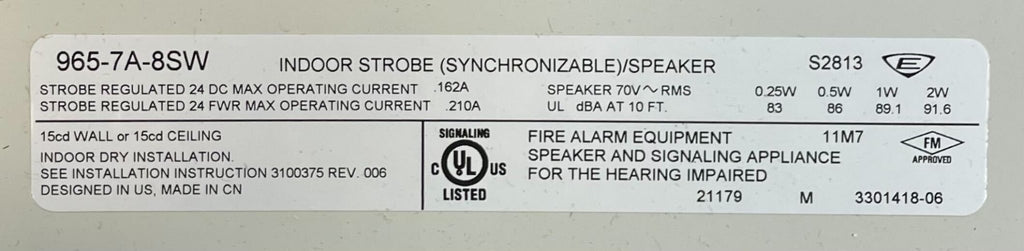 965-7A-8SW INDOOR STROBE (SYNCHRONIZABLE)/SPEAKER S2813 E
STROBE REGULATED 24 DC MAX OPERATING CURRENT .162A SPEAKER 70V~RMS 0.25W 0.5W 1W 2W
STROBE REGULATED 24 FWR MAX OPERATING CURRENT .210A UL dBA AT 10 FT. 83 86 89.1 91.6
15cd WALL or 15cd CEILING
INDOOR DRY INSTALLATION.
SEE INSTALLATION INSTRUCTION 3100375 REV. 006
DESIGNED IN US, MADE IN CN
SIGNALING
C UL US
LISTED
FIRE ALARM EQUIPMENT 11M7
SPEAKER AND SIGNALING APPLIANCE
FOR THE HEARING IMPAIRED
21179 M 3301418-06
FM
APPROVED